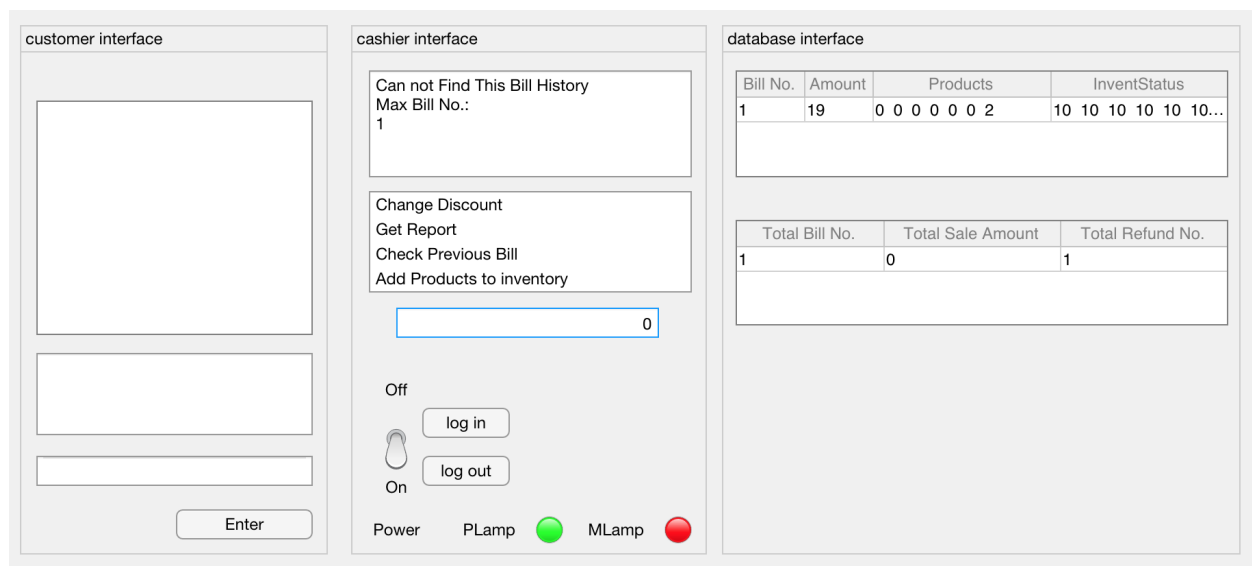 customer interface
Enter
cashier interface
Can not Find This Bill History
Max Bill No.:
1
Change Discount
Get Report
Check Previous Bill
Add Products to inventory
0
Off
log in
log out
On
Power PLamp MLamp
database interface
Bill No. Amount Products InventStatus
1 19 0 0 0 0 0 0 2 10 10 10 10 10 10...
Total Bill No. Total Sale Amount Total Refund No.
1 0 1